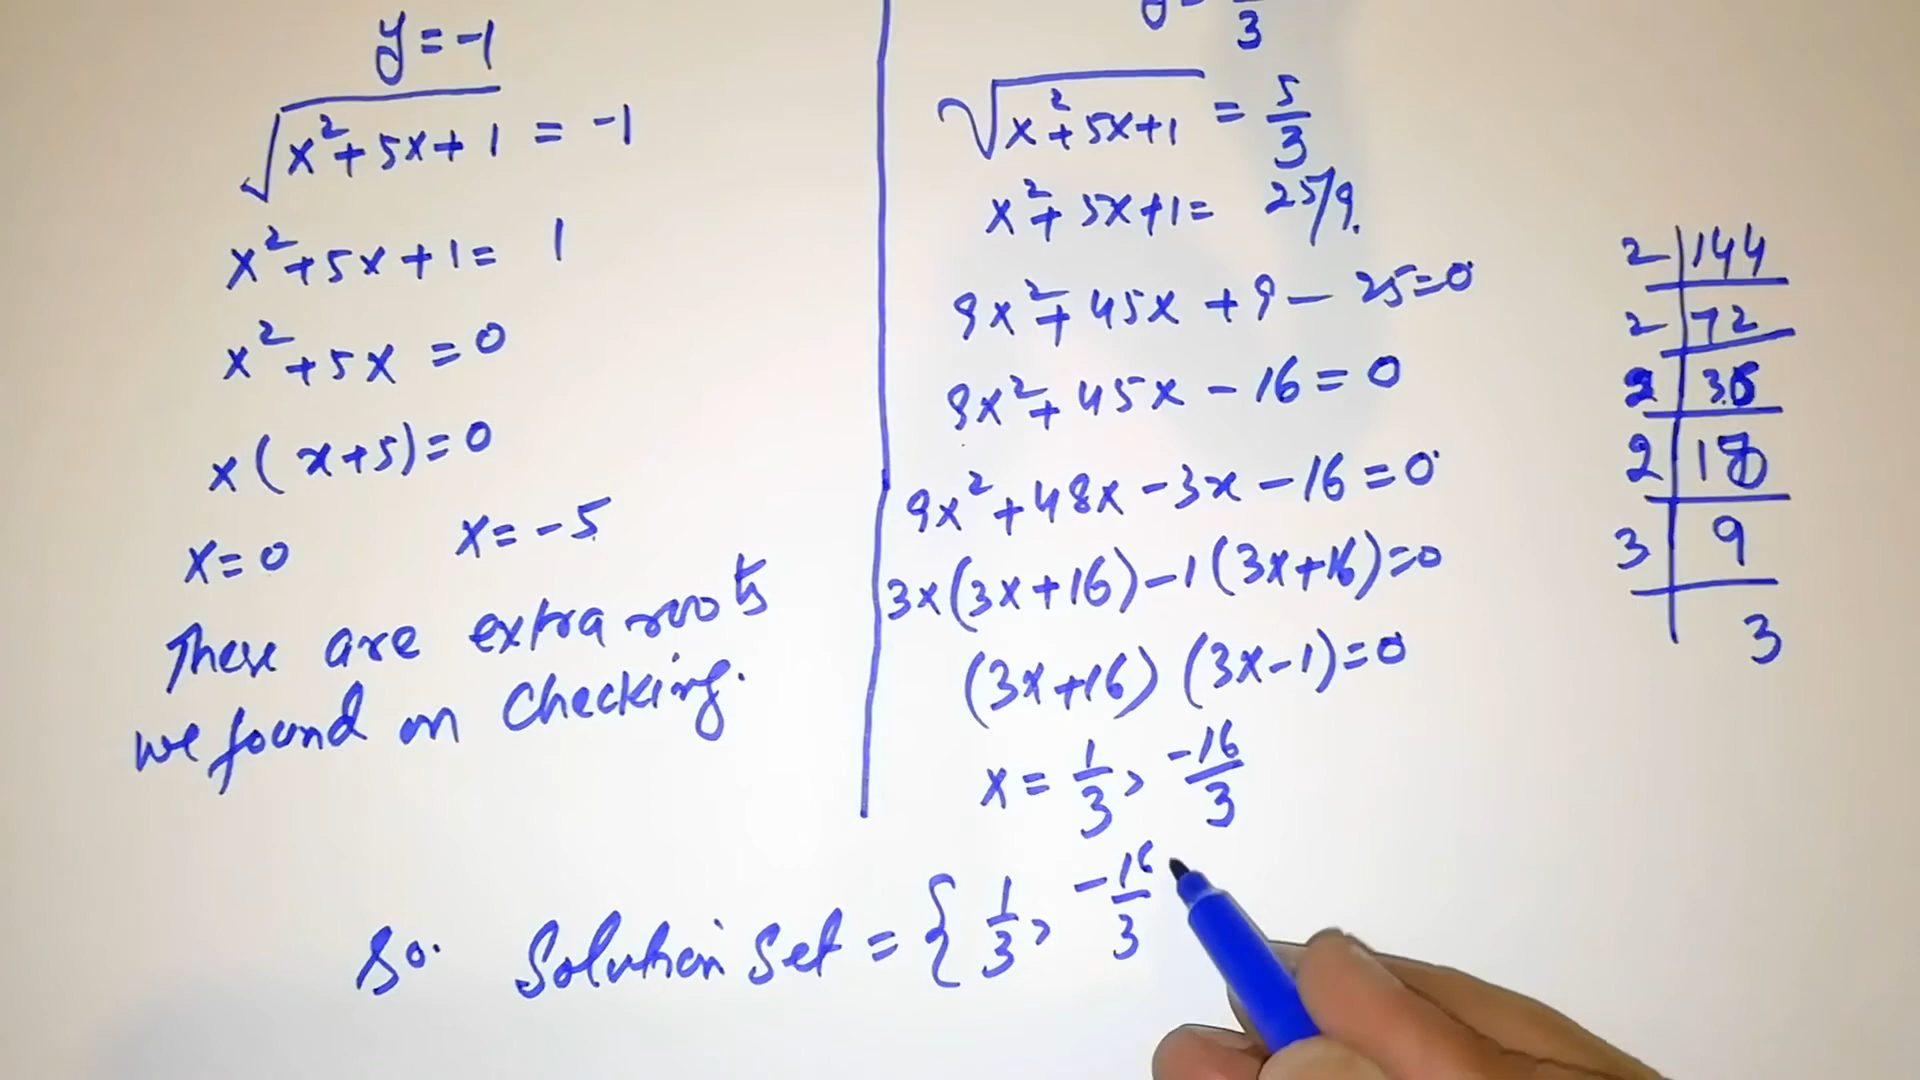 y = -1
√x²+5x+1 = -1
x²+5x+1 = 1
x²+5x = 0
x(x+5)=0
x=0 x=-5
These are extra roots
we found on Checking.
3
√x²+5x+1 = 5/3
x²+5x+1 = 25/9.
9x²+45x+9-25=0
9x²+45x-16=0
9x²+48x-3x-16=0
3x(3x+16)-1(3x+16)=0
(3x+16)(3x-1)=0
x = 1/3, -16/3
So. Solution Set = { 1/3, -16/3
2 | 144
2 | 72
2 | 36
2 | 18
3 | 9
3